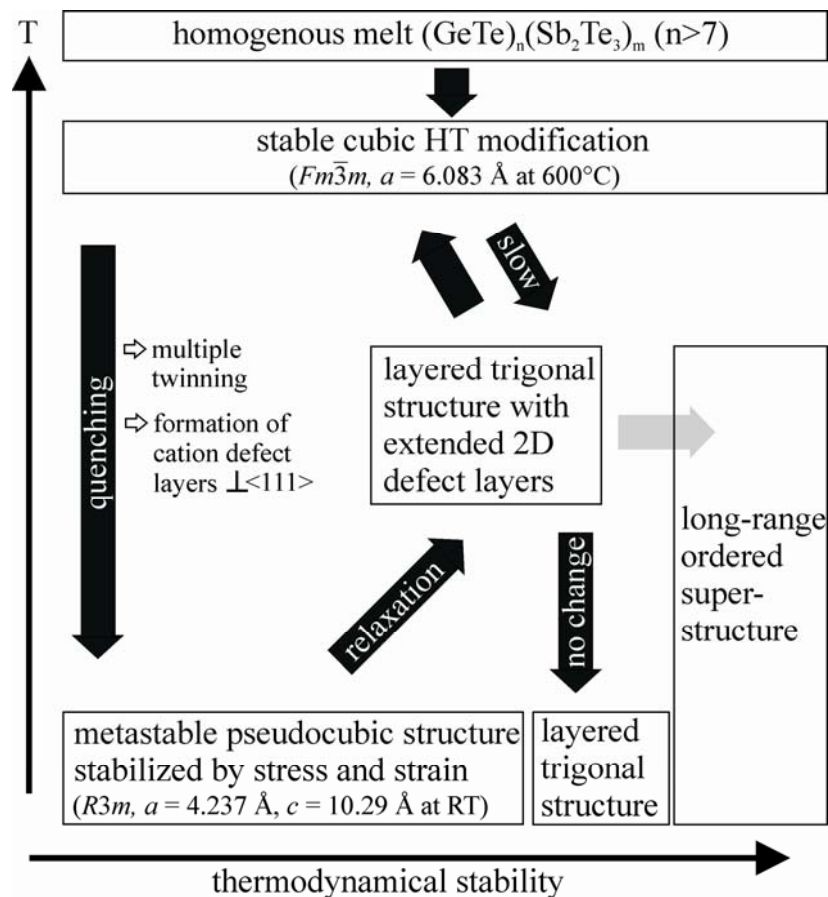 T
homogenous melt (GeTe)ₙ(Sb₂Te₃)ₘ (n>7)
stable cubic HT modification
(Fm3̅m, a = 6.083 Å at 600°C)
slow
quenching
⇨ multiple
twinning
⇨ formation of
cation defect
layers ⊥<111>
layered trigonal
structure with
extended 2D
defect layers
long-range
ordered
super-
structure
relaxation
no change
metastable pseudocubic structure
stabilized by stress and strain
(R3m, a = 4.237 Å, c = 10.29 Å at RT)
layered
trigonal
structure
thermodynamical stability